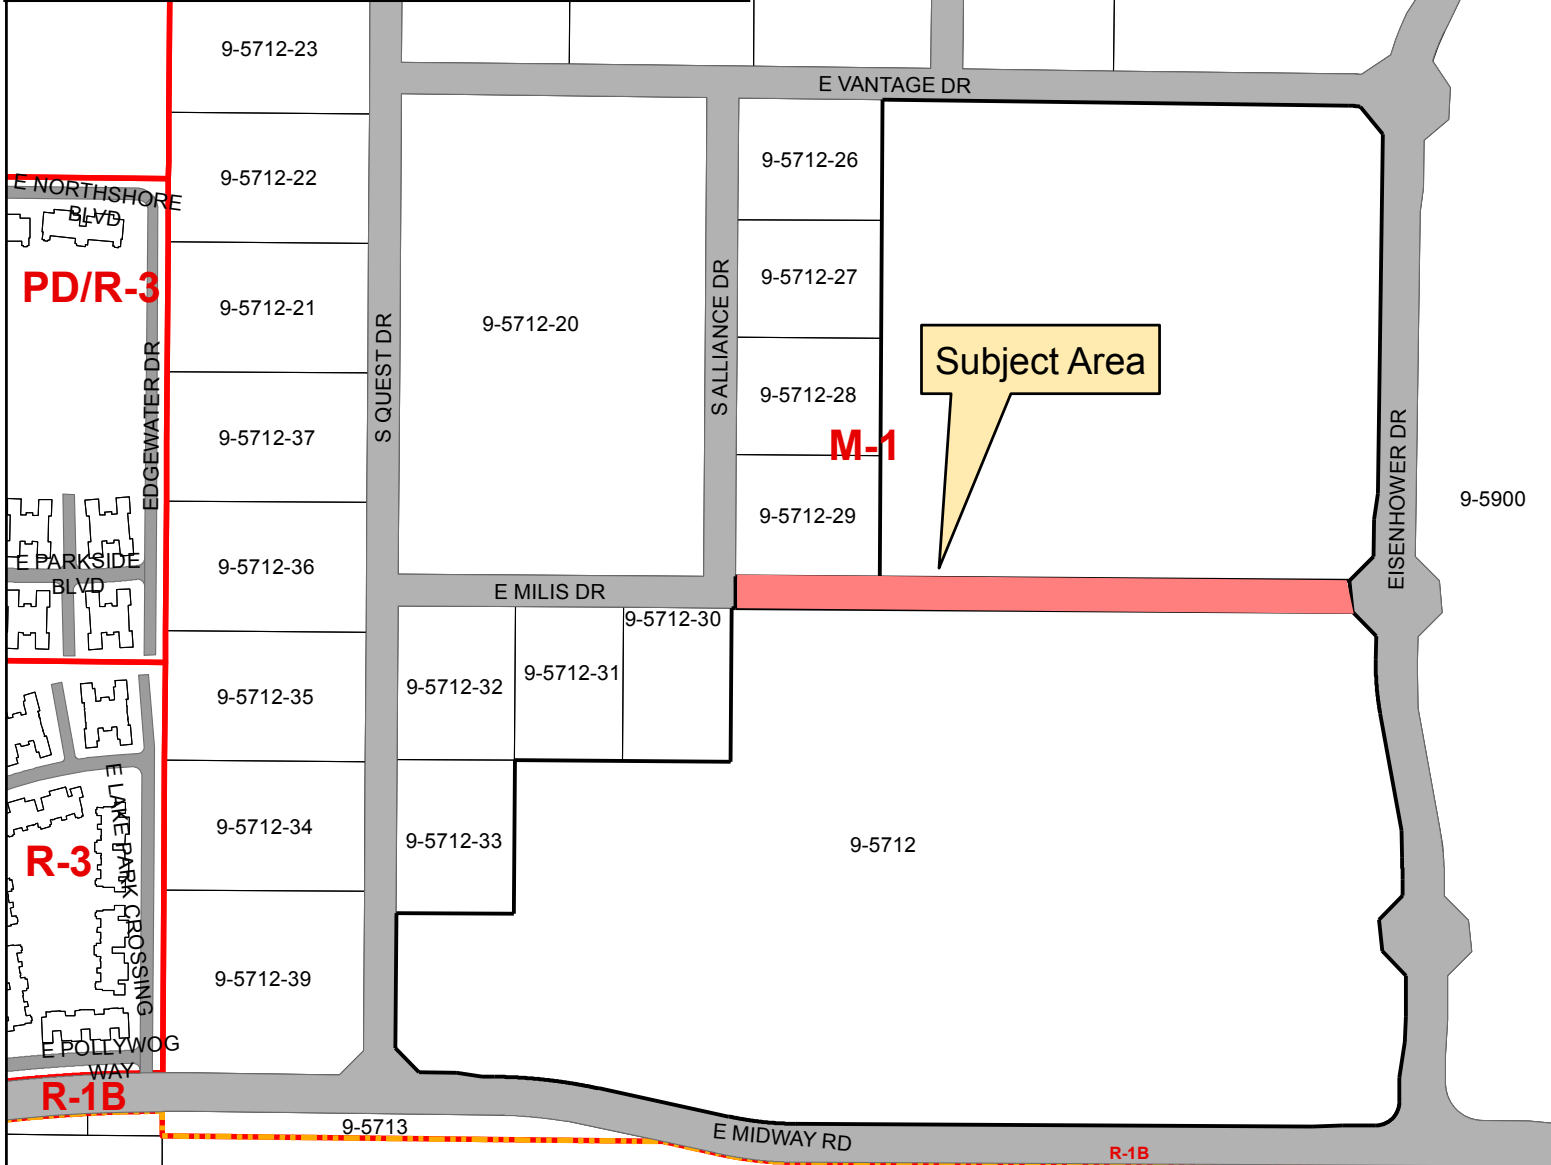 9-5712-23
E VANTAGE DR
9-5712-26
9-5712-22
E NORTHSHORE
BLVD
PD/R-3
9-5712-27
9-5712-21
9-5712-20
S QUEST DR
S ALLIANCE DR
Subject Area
9-5712-28
M-1
EDGEWATER DR
9-5712-37
EISENHOWER DR
9-5900
9-5712-29
E PARKSIDE
BLVD
9-5712-36
E MILIS DR
9-5712-30
9-5712-31
9-5712-32
9-5712-35
9-5712-34
9-5712-33
9-5712
R-3
E LAKE PARK CROSSING
9-5712-39
E POLLYWOG
WAY
R-1B
9-5713
E MIDWAY RD
R-1B